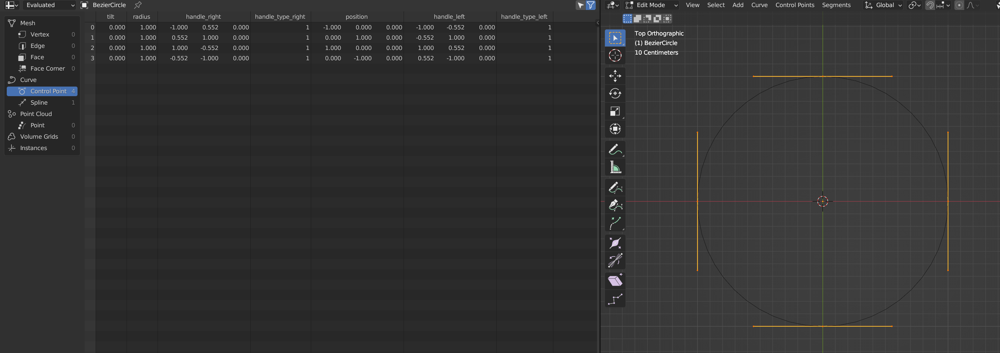 Evaluated BezierCircle
Mesh
Vertex 0
Edge 0
Face 0
Face Corner 0
Curve
Control Point 4
Spline 1
Point Cloud
Point 0
Volume Grids 0
Instances 0
tilt radius handle_right handle_type_right position handle_left handle_type_left
0 0.000 1.000 -1.000 0.552 0.000 1 -1.000 0.000 0.000 -1.000 -0.552 0.000 1
1 0.000 1.000 0.552 1.000 0.000 1 0.000 1.000 0.000 -0.552 1.000 0.000 1
2 0.000 1.000 1.000 -0.552 0.000 1 1.000 0.000 0.000 1.000 0.552 0.000 1
3 0.000 1.000 -0.552 -1.000 0.000 1 0.000 -1.000 0.000 0.552 -1.000 0.000 1
Edit Mode View Select Add Curve Control Points Segments Global
Top Orthographic
(1) BezierCircle
10 Centimeters